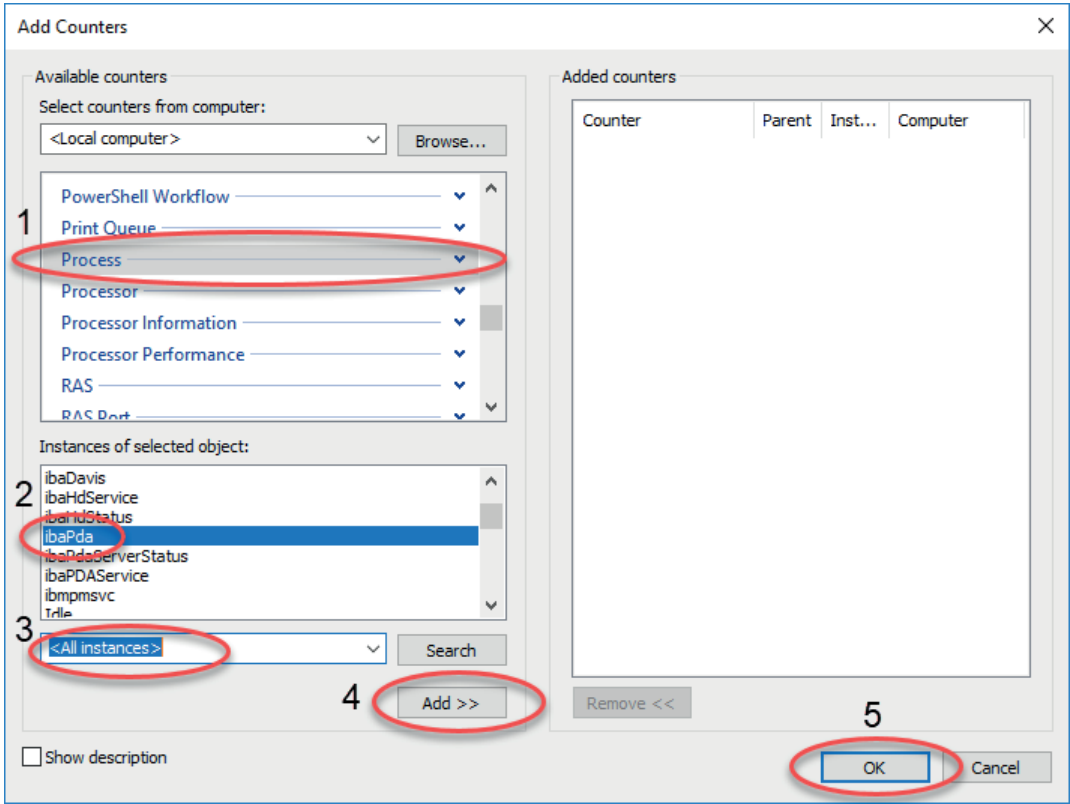 Add Counters
Available counters
Select counters from computer:
<Local computer>
Browse...
PowerShell Workflow
1
Print Queue
Process
Processor
Processor Information
Processor Performance
RAS
RAS Port
Instances of selected object:
ibaDavis
2
ibaHdService
ibaHdStatus
ibaPda
ibaPdaServerStatus
ibaPDAService
ibmpmsvc
Idle
3
<All instances>
Search
4
Add >>
Show description
Added counters
Counter Parent Inst... Computer
Remove <<
5
OK
Cancel